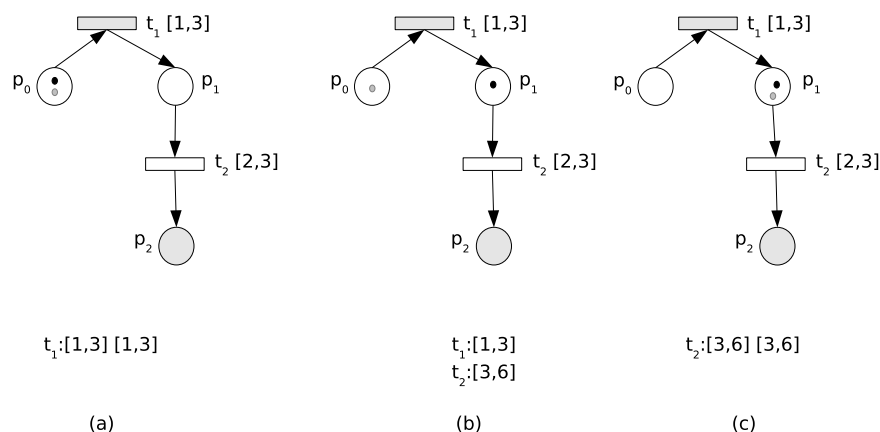 t1 [1,3] t1 [1,3] t1 [1,3]
p0 p1 p0 p1 p0 p1
t2 [2,3] t2 [2,3] t2 [2,3]
p2 p2 p2
t1:[1,3] [1,3] t1:[1,3] t2:[3,6] [3,6]
t2:[3,6]
(a) (b) (c)